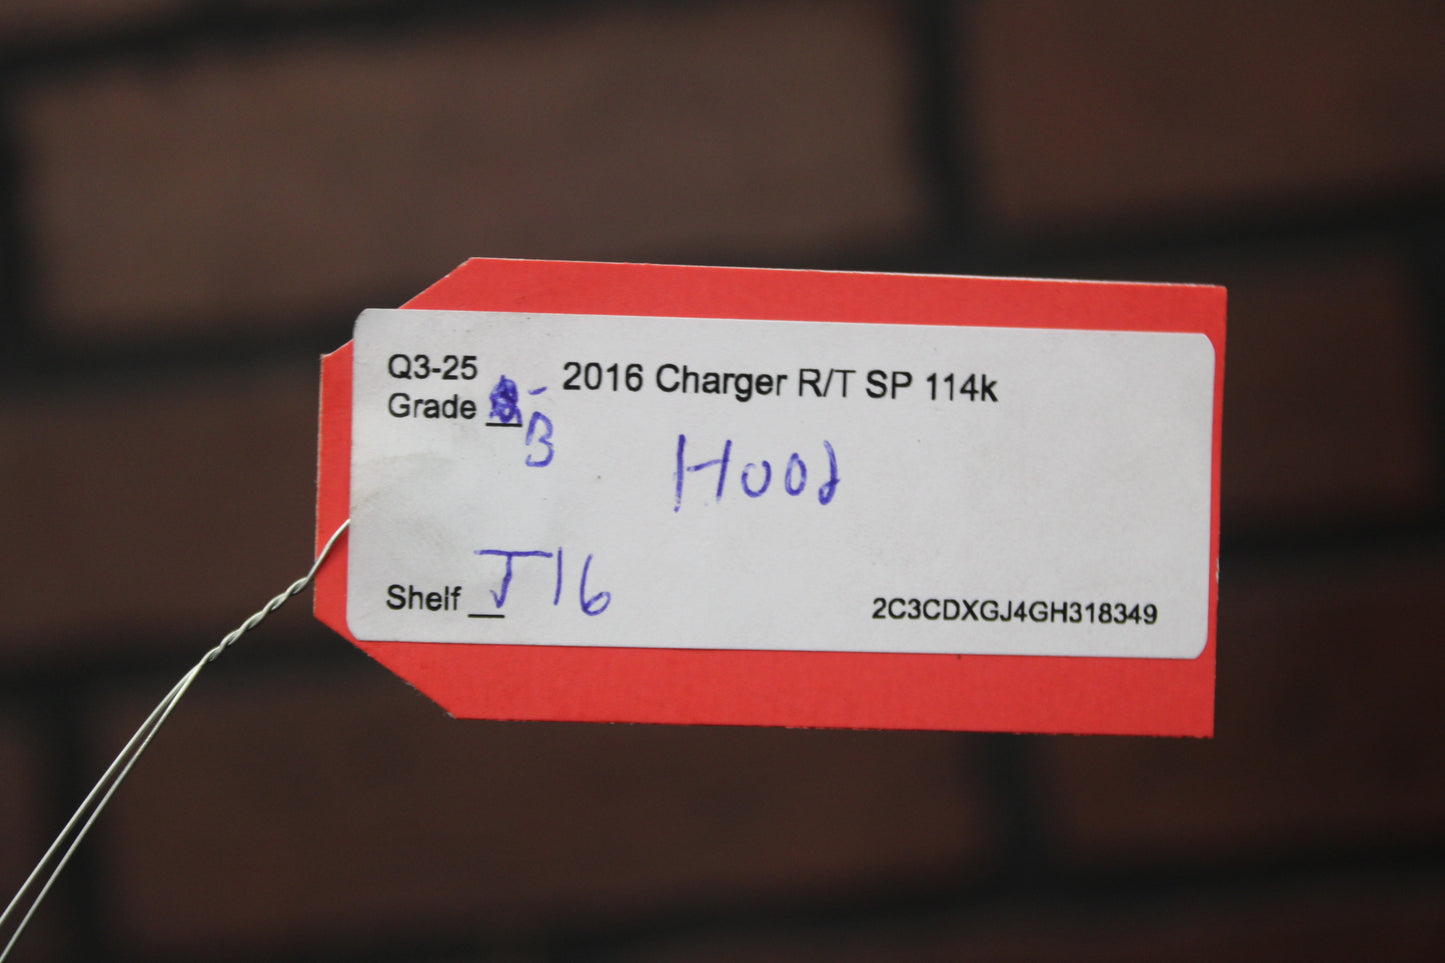 Q3-25
2016 Charger R/T SP 114k
Grade B
Hood
Shelf J16
2C3CDXGJ4GH318349